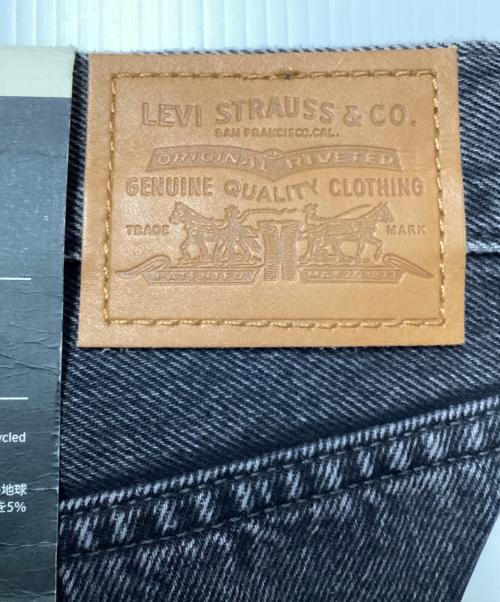 LEVI STRAUSS & CO.
SAN FRANCISCO.CAL.
ORIGINAL RIVETED
GENUINE QUALITY CLOTHING
TRADE MARK
PATENTED MAY 20 1873
ycled
地球
を5%